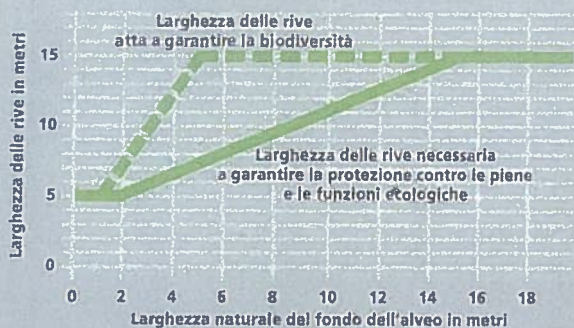 Larghezza delle rive
atta a garantire la biodiversità
Larghezza delle rive in metri
15
10
5
0
Larghezza delle rive necessaria
a garantire la protezione contro le piene
e le funzioni ecologiche
0 2 4 6 8 10 12 14 16 18
Larghezza naturale del fondo dell'alveo in metri